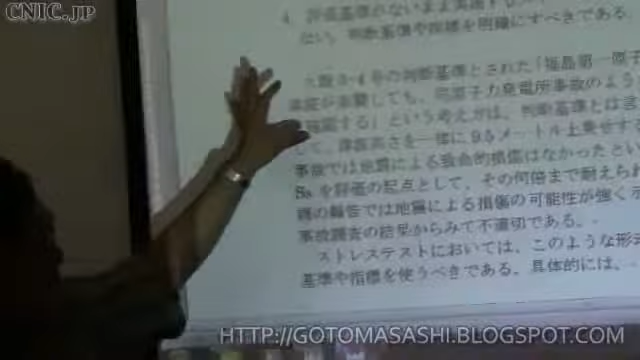 CNIC.jp
4. 評価基準がないまま実施する
ない。判断基準や指標を明確にすべきである。
大飯3・4号の判断基準とされた「福島第一原子
が来襲しても、同原子力発電所事故のよう
する」という考え方は、判断基準とは言
て、津波高さを一律に9.5メートル上乗せす
事故では地震による致命的損傷はなかったとい
Ss を評価の起点として、その何倍まで耐えられ
の報告では地震による損傷の可能性が強く
事故調査の結果からみて不適切である。
ストレステストにおいては、このような形式
基準や指標を使うべきである。具体的には、
HTTP://GOTOMASASHI.BLOGSPOT.COM